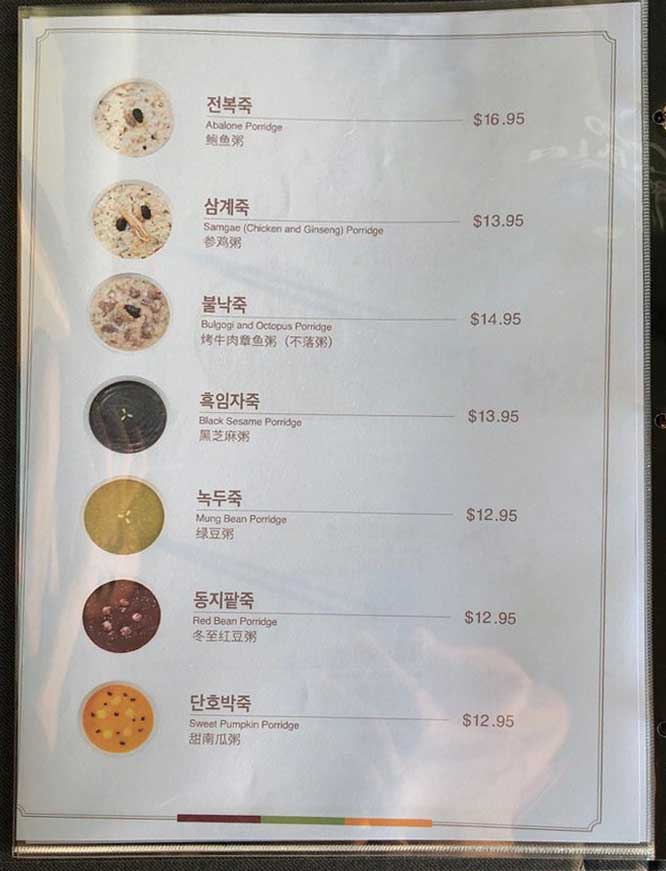 전복죽
Abalone Porridge
鲍鱼粥
$16.95
삼계죽
Samgae (Chicken and Ginseng) Porridge
参鸡粥
$13.95
불낙죽
Bulgogi and Octopus Porridge
烤牛肉章鱼粥（不落粥）
$14.95
흑임자죽
Black Sesame Porridge
黑芝麻粥
$13.95
녹두죽
Mung Bean Porridge
绿豆粥
$12.95
동지팥죽
Red Bean Porridge
冬至红豆粥
$12.95
단호박죽
Sweet Pumpkin Porridge
甜南瓜粥
$12.95